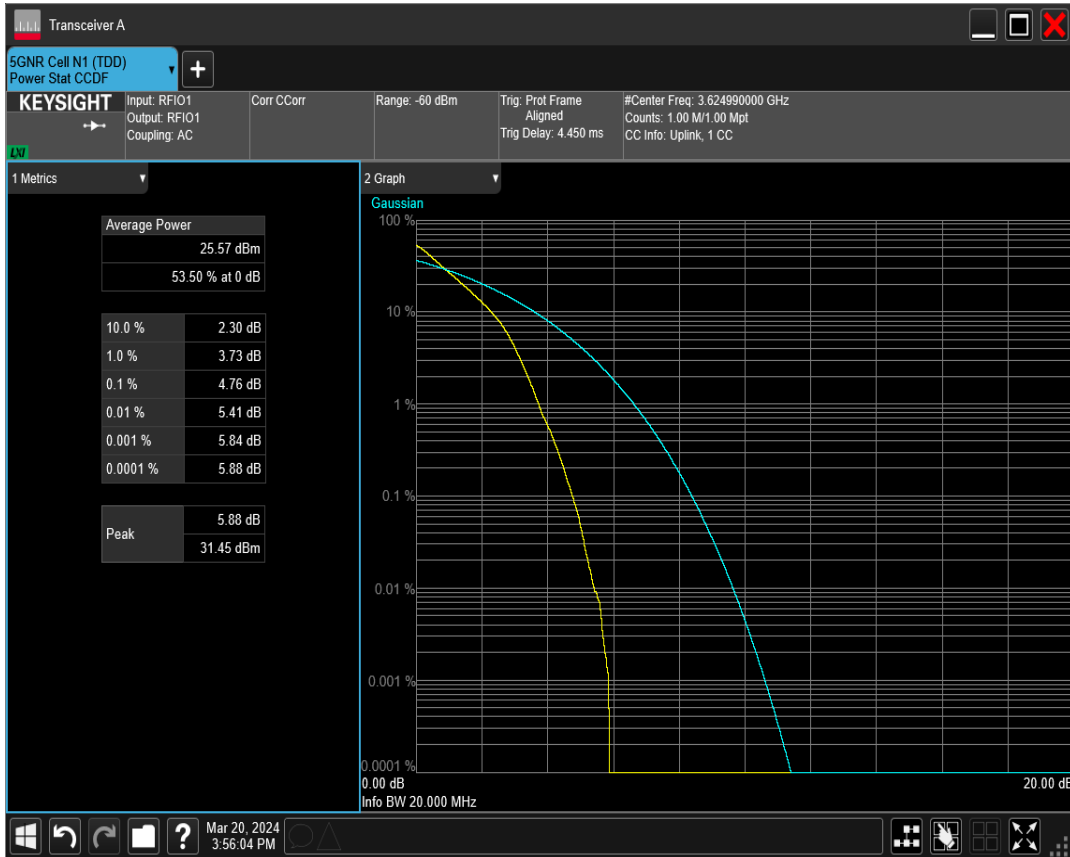 Transceiver A
5GNR Cell N1 (TDD)
Power Stat CCDF
+
KEYSIGHT
LXI
Input: RFIO1
Output: RFIO1
Coupling: AC
Corr CCorr
Range: -60 dBm
Trig: Prot Frame
Aligned
Trig Delay: 4.450 ms
#Center Freq: 3.624990000 GHz
Counts: 1.00 M/1.00 Mpt
CC Info: Uplink, 1 CC
1 Metrics
Average Power
25.57 dBm
53.50 % at 0 dB
10.0 % 2.30 dB
1.0 % 3.73 dB
0.1 % 4.76 dB
0.01 % 5.41 dB
0.001 % 5.84 dB
0.0001 % 5.88 dB
Peak
5.88 dB
31.45 dBm
2 Graph
Gaussian
100 %
10 %
1 %
0.1 %
0.01 %
0.001 %
0.0001 %
0.00 dB 20.00 dB
Info BW 20.000 MHz
?
Mar 20, 2024
3:56:04 PM